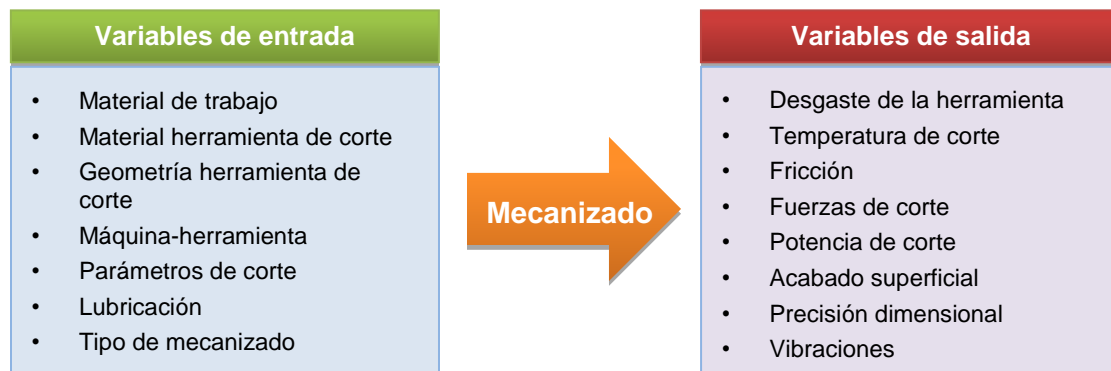 Variables de entrada
• Material de trabajo
• Material herramienta de corte
• Geometría herramienta de
corte
• Máquina-herramienta
• Parámetros de corte
• Lubricación
• Tipo de mecanizado
Mecanizado
Variables de salida
• Desgaste de la herramienta
• Temperatura de corte
• Fricción
• Fuerzas de corte
• Potencia de corte
• Acabado superficial
• Precisión dimensional
• Vibraciones